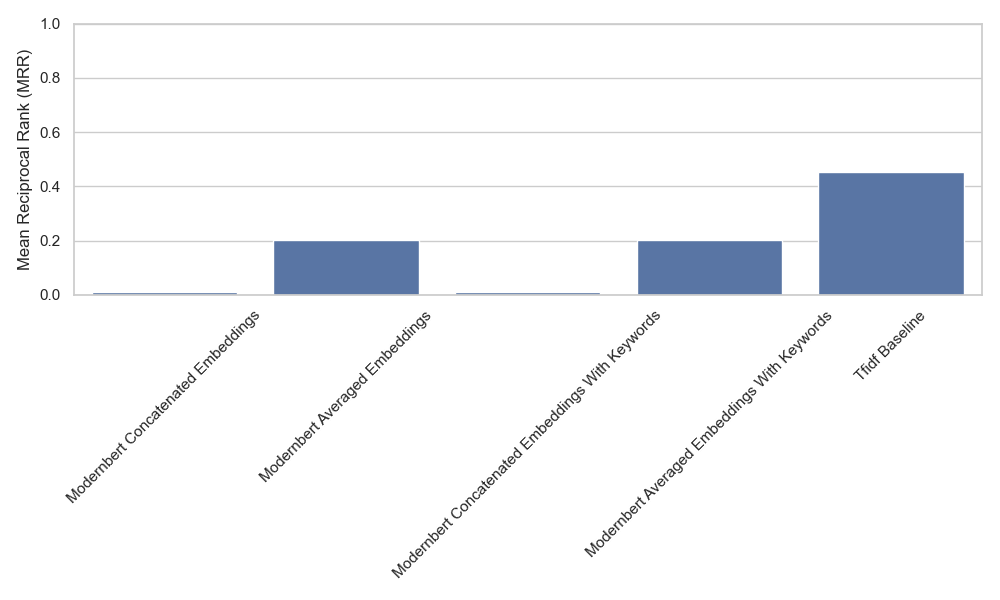 Mean Reciprocal Rank (MRR)
1.0
0.8
0.6
0.4
0.2
0.0
Modernbert Concatenated Embeddings
Modernbert Averaged Embeddings
Modernbert Concatenated Embeddings With Keywords
Modernbert Averaged Embeddings With Keywords
Tfidf Baseline